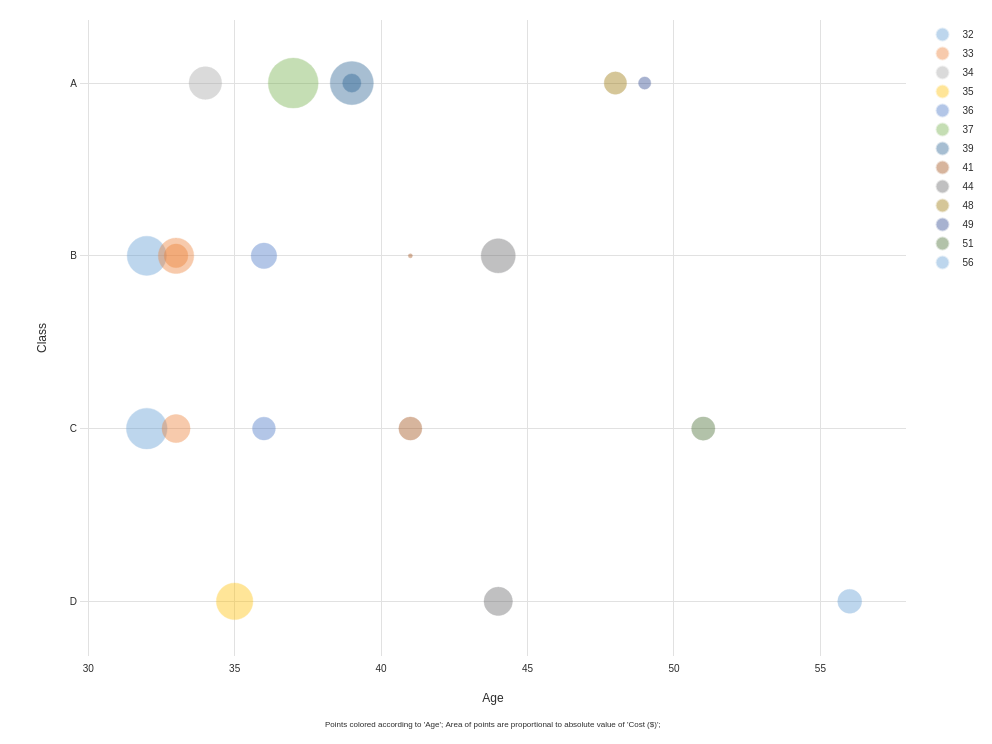 A
B
C
D
Class
30 35 40 45 50 55
Age
Points colored according to 'Age'; Area of points are proportional to absolute value of 'Cost ($)';
32
33
34
35
36
37
39
41
44
48
49
51
56